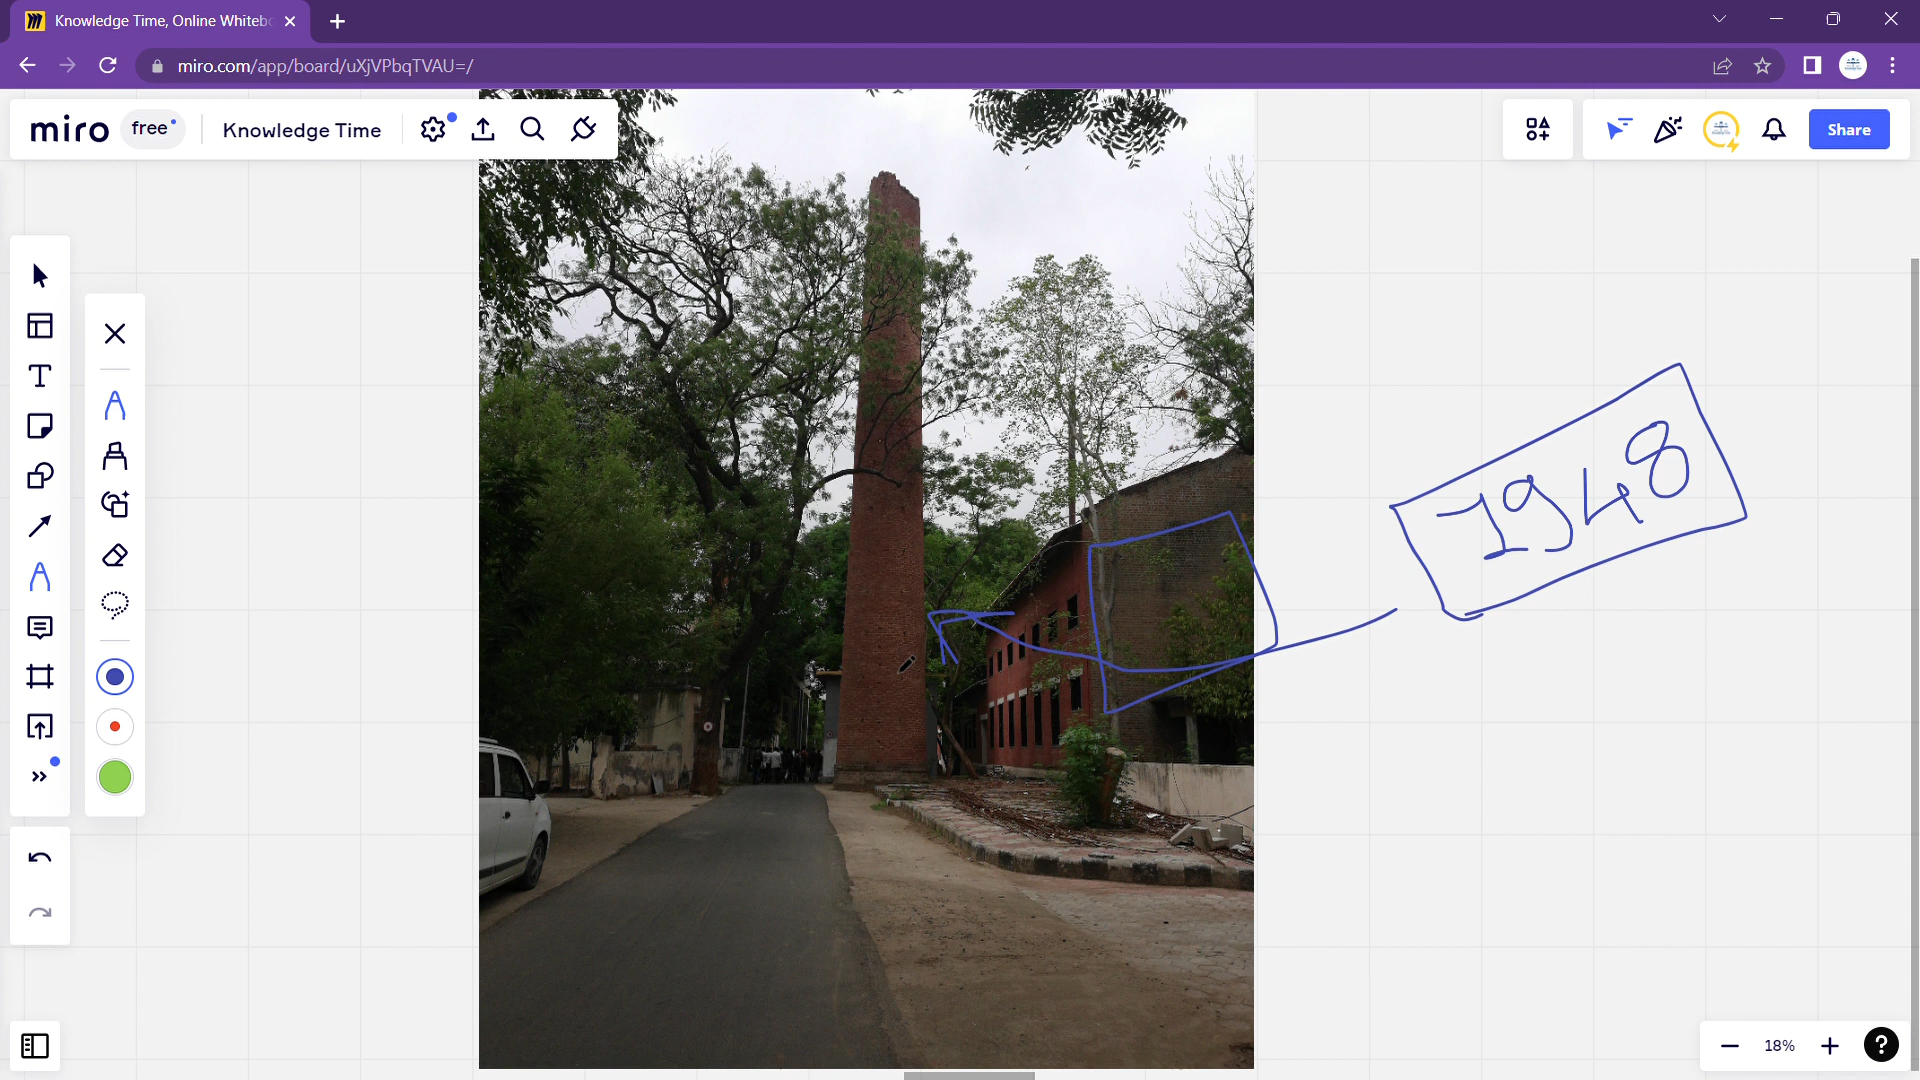 Knowledge Time, Online Whiteb
miro.com/app/board/uXjVPbqTVAU=/
miro
free
Knowledge Time
Share
1948
18%